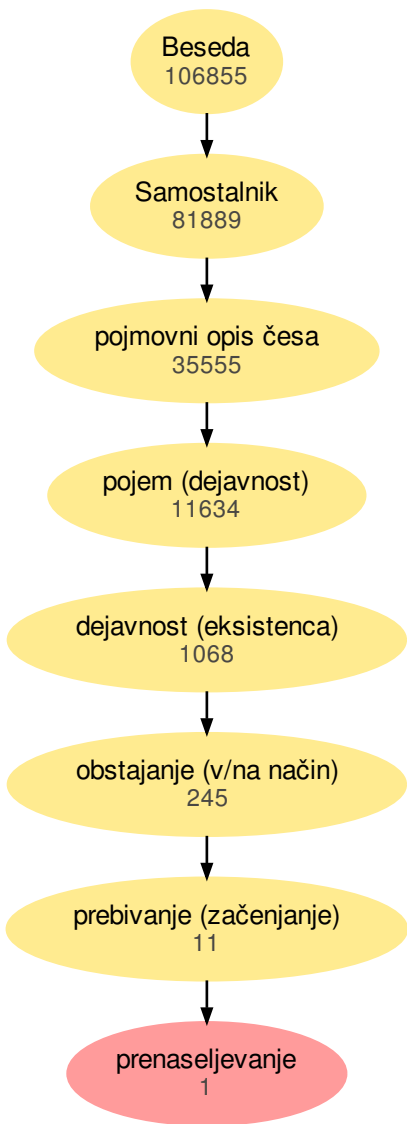 Beseda
106855
Samostalnik
81889
pojmovni opis česa
35555
pojem (dejavnost)
11634
dejavnost (eksistenca)
1068
obstajanje (v/na način)
245
prebivanje (začenjanje)
11
prenaseljevanje
1